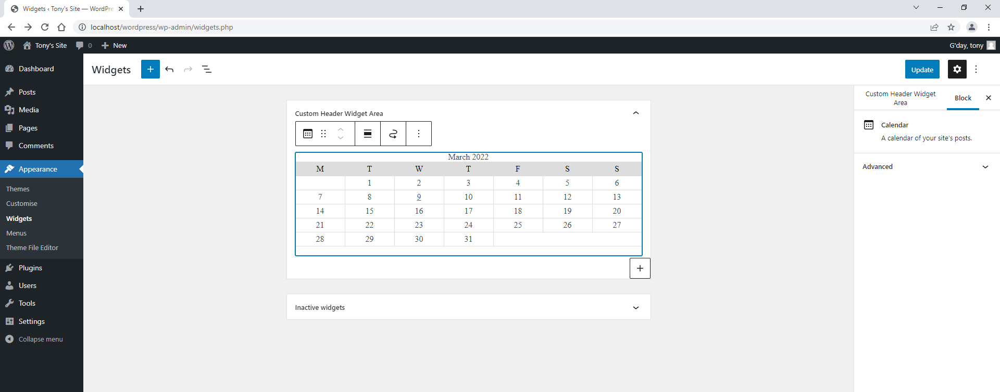 Widgets ‹ Tony's Site — WordPre
localhost/wordpress/wp-admin/widgets.php
Tony's Site 0 New
G'day, tony
Dashboard
Posts
Media
Pages
Comments
Appearance
Themes
Customise
Widgets
Menus
Theme File Editor
Plugins
Users
Tools
Settings
Collapse menu
Widgets
Update
Custom Header Widget Area
March 2022
M T W T F S S
1 2 3 4 5 6
7 8 9 10 11 12 13
14 15 16 17 18 19 20
21 22 23 24 25 26 27
28 29 30 31
Inactive widgets
Custom Header Widget
Area
Block
Calendar
A calendar of your site's posts.
Advanced